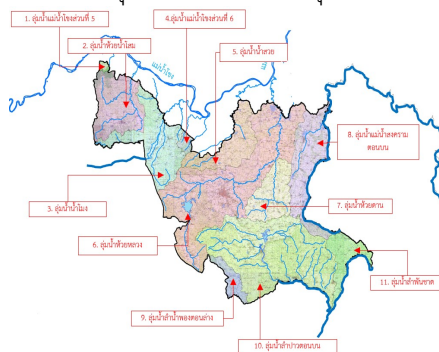 1. ลุ่มน้ำแม่น้ำโขงส่วนที่ 5
4.ลุ่มน้ำแม่น้ำโขงส่วนที่ 6
2. ลุ่มน้ำห้วยน้ำโสม
5. ลุ่มน้ำน้ำสวย
แม่น้ำโขง
8. ลุ่มน้ำแม่น้ำสงคราม
ตอนบน
3. ลุ่มน้ำน้ำโมง
7. ลุ่มน้ำห้วยดาน
6. ลุ่มน้ำห้วยหลวง
11. ลุ่มน้ำลำพันชาด
9. ลุ่มน้ำลำน้ำพองตอนล่าง
10. ลุ่มน้ำลำปาวตอนบน